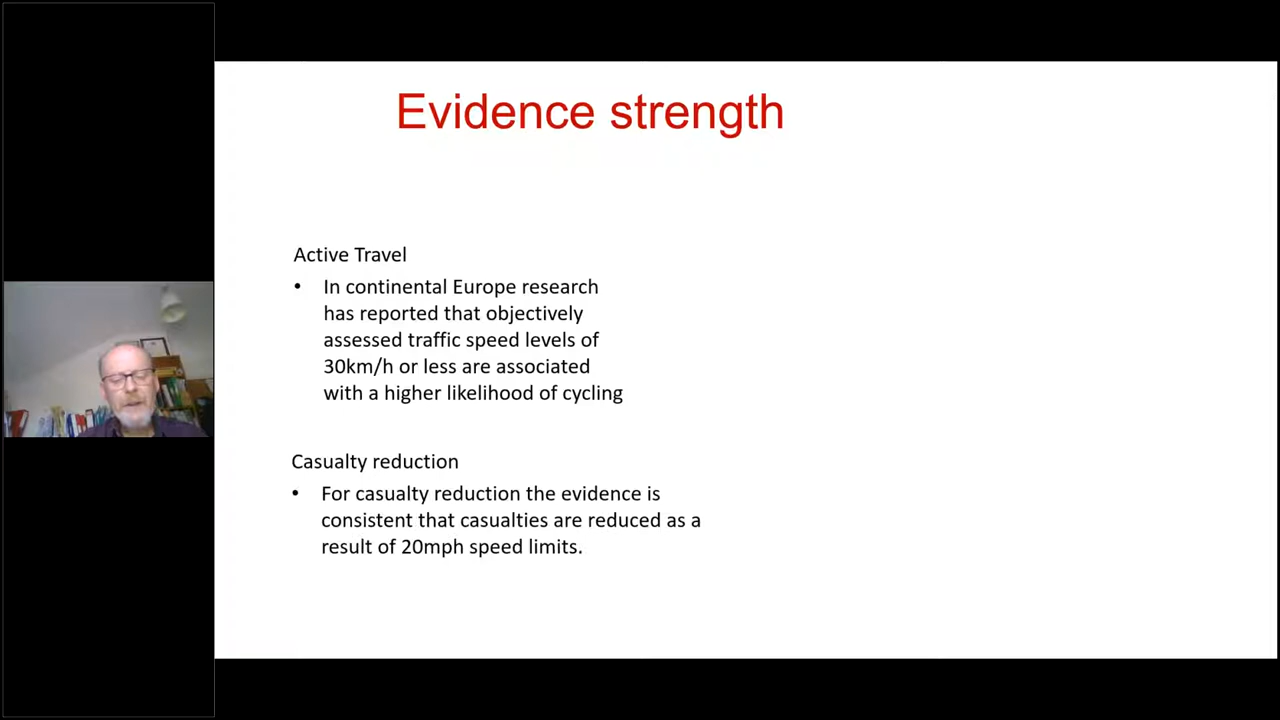 Evidence strength
Active Travel
• In continental Europe research
has reported that objectively
assessed traffic speed levels of
30km/h or less are associated
with a higher likelihood of cycling
Casualty reduction
• For casualty reduction the evidence is
consistent that casualties are reduced as a
result of 20mph speed limits.